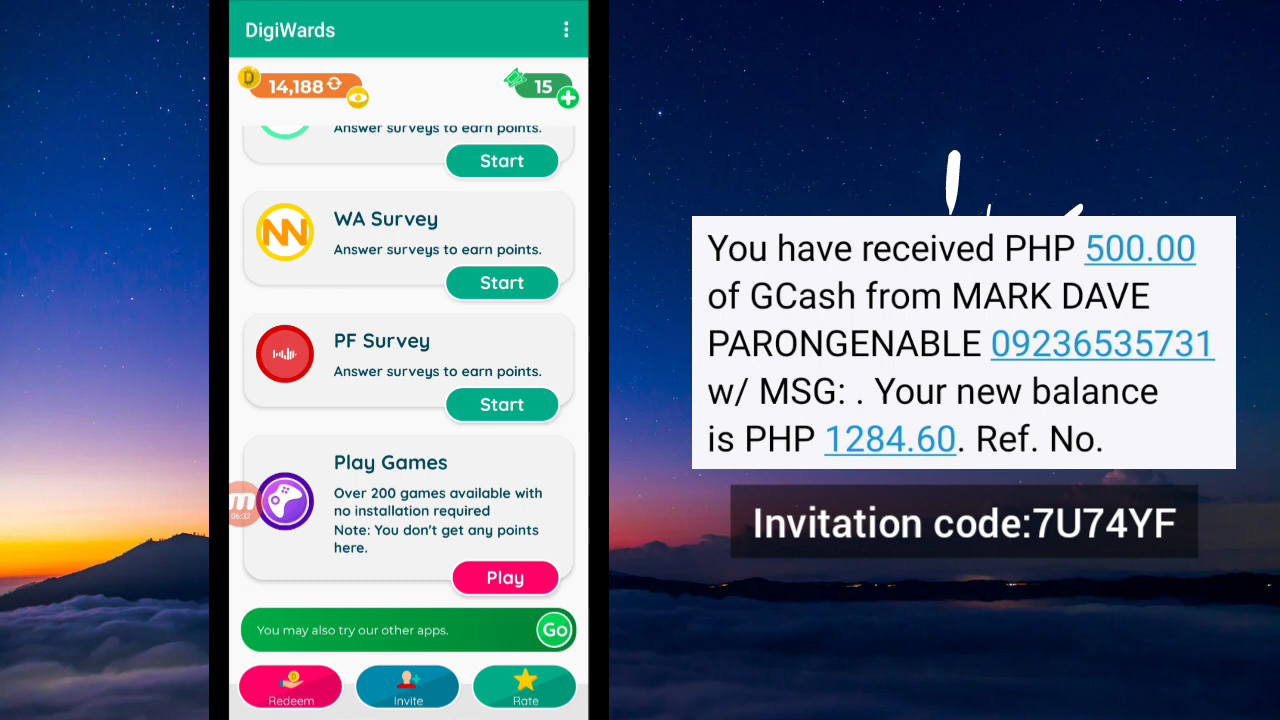 DigiWards
14,188
15
Answer surveys to earn points.
Start
WA Survey
Answer surveys to earn points.
Start
PF Survey
Answer surveys to earn points.
Start
Play Games
Over 200 games available with
no installation required
Note: You don't get any points
here.
Play
06:32
You may also try our other apps.
Go
Redeem
Invite
Rate
You have received PHP 500.00
of GCash from MARK DAVE
PARONGENABLE 09236535731
w/ MSG: . Your new balance
is PHP 1284.60. Ref. No.
Invitation code:7U74YF